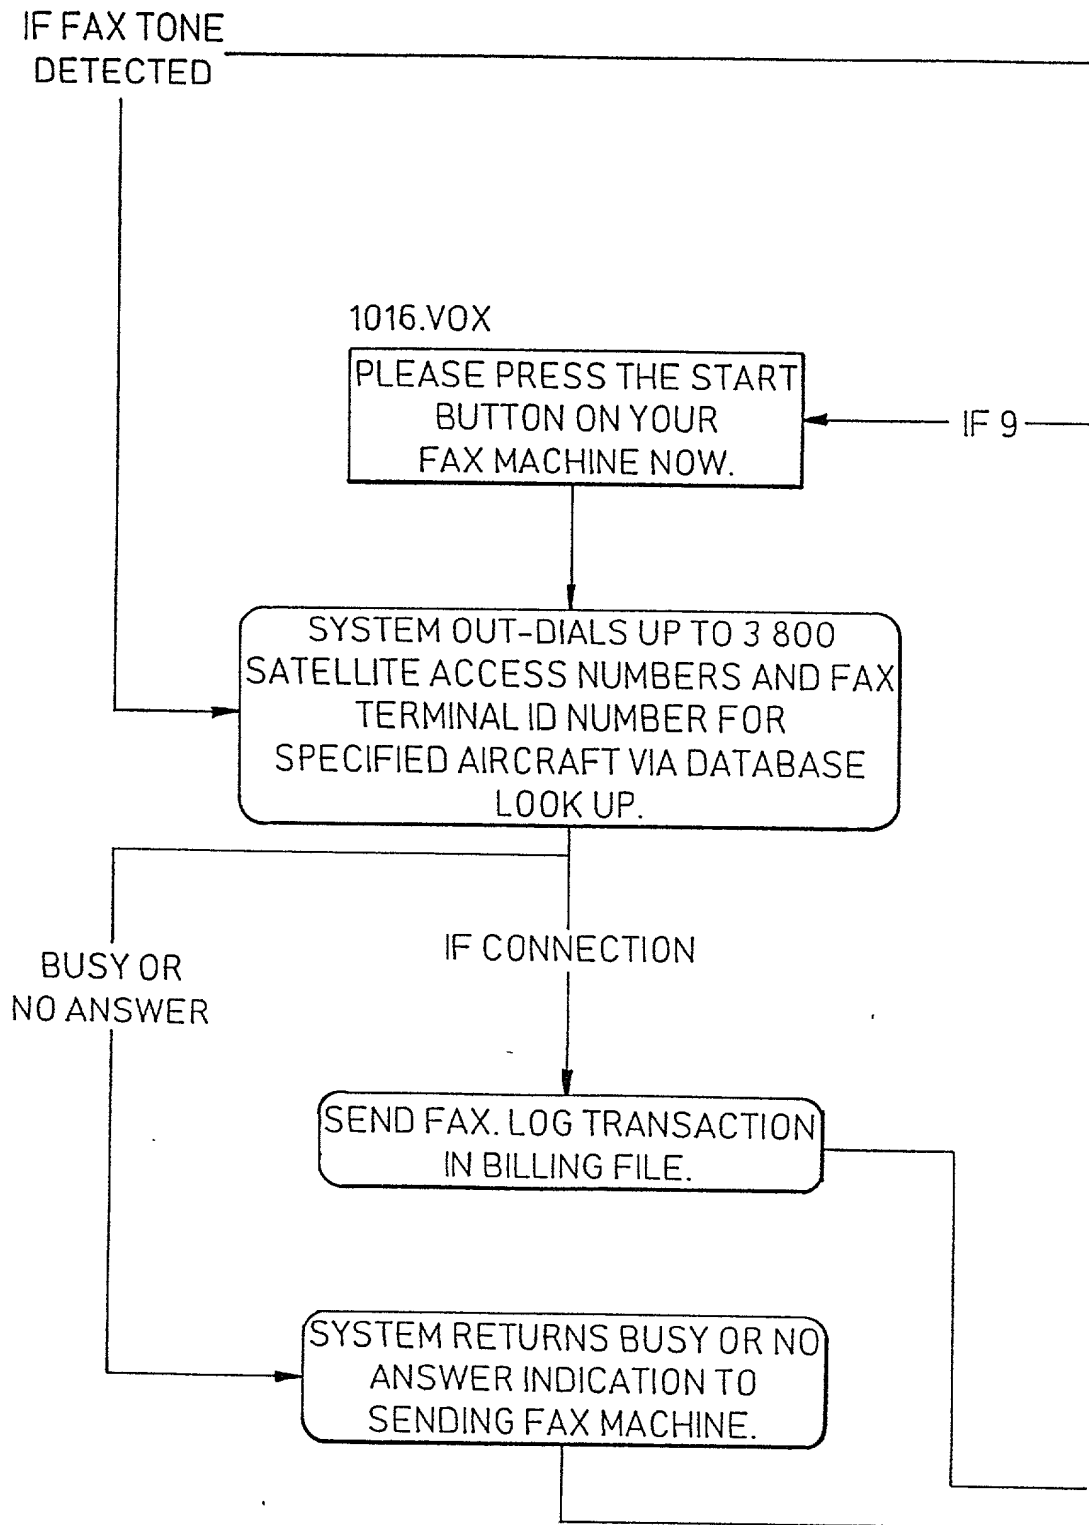 IF FAX TONE
DETECTED
1016.VOX
PLEASE PRESS THE START
BUTTON ON YOUR
FAX MACHINE NOW.
IF 9
SYSTEM OUT-DIALS UP TO 3 800
SATELLITE ACCESS NUMBERS AND FAX
TERMINAL ID NUMBER FOR
SPECIFIED AIRCRAFT VIA DATABASE
LOOK UP.
BUSY OR
NO ANSWER
IF CONNECTION
SEND FAX. LOG TRANSACTION
IN BILLING FILE.
SYSTEM RETURNS BUSY OR NO
ANSWER INDICATION TO
SENDING FAX MACHINE.